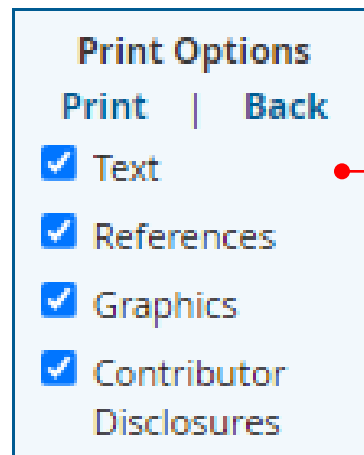 Print Options
Print | Back
Text
References
Graphics
Contributor
Disclosures